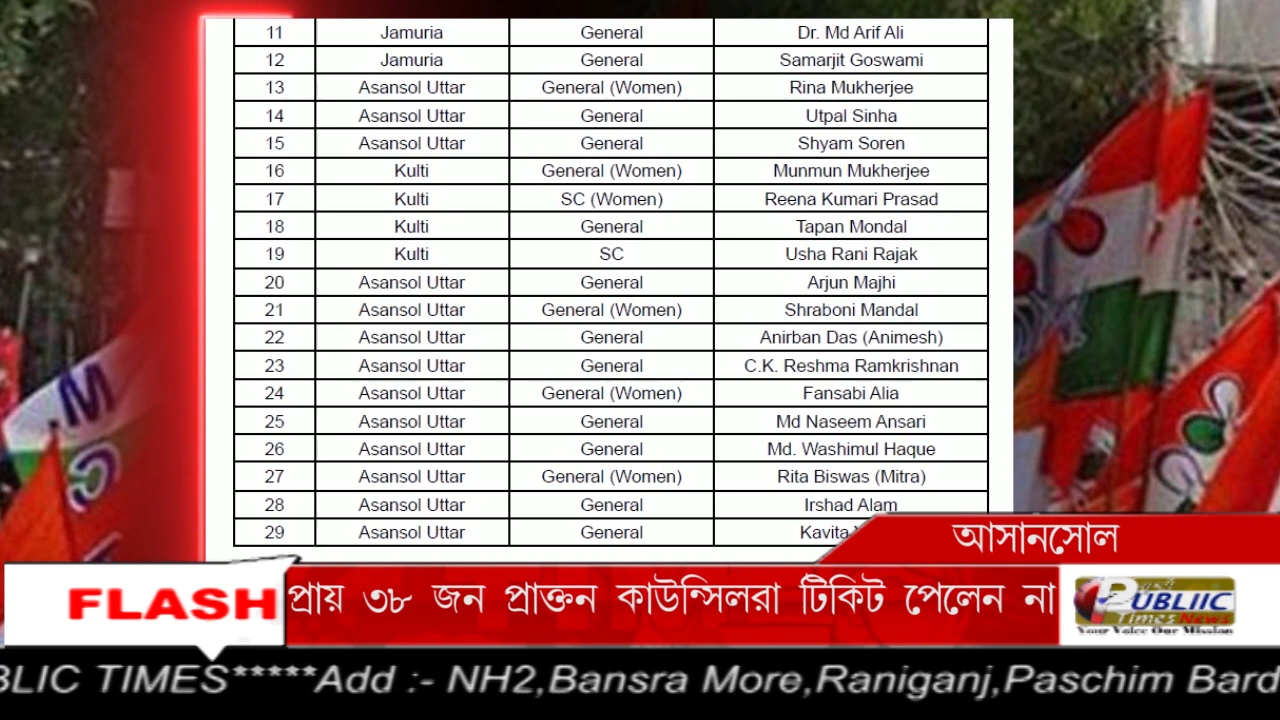 11 Jamuria General Dr. Md Arif Ali
12 Jamuria General Samarjit Goswami
13 Asansol Uttar General (Women) Rina Mukherjee
14 Asansol Uttar General Utpal Sinha
15 Asansol Uttar General Shyam Soren
16 Kulti General (Women) Munmun Mukherjee
17 Kulti SC (Women) Reena Kumari Prasad
18 Kulti General Tapan Mondal
19 Kulti SC Usha Rani Rajak
20 Asansol Uttar General Arjun Majhi
21 Asansol Uttar General (Women) Shraboni Mandal
22 Asansol Uttar General Anirban Das (Animesh)
23 Asansol Uttar General C.K. Reshma Ramkrishnan
24 Asansol Uttar General (Women) Fansabi Alia
25 Asansol Uttar General Md Naseem Ansari
26 Asansol Uttar General Md. Washimul Haque
27 Asansol Uttar General (Women) Rita Biswas (Mitra)
28 Asansol Uttar General Irshad Alam
29 Asansol Uttar General Kavita
আসানসোল
FLASH প্রায় ৩৮ জন প্রাক্তন কাউন্সিলরা টিকিট পেলেন না
PUBLIIC
Times News
Your Voice Our Mission
BLIC TIMES*****Add :- NH2,Bansra More,Raniganj,Paschim Bard